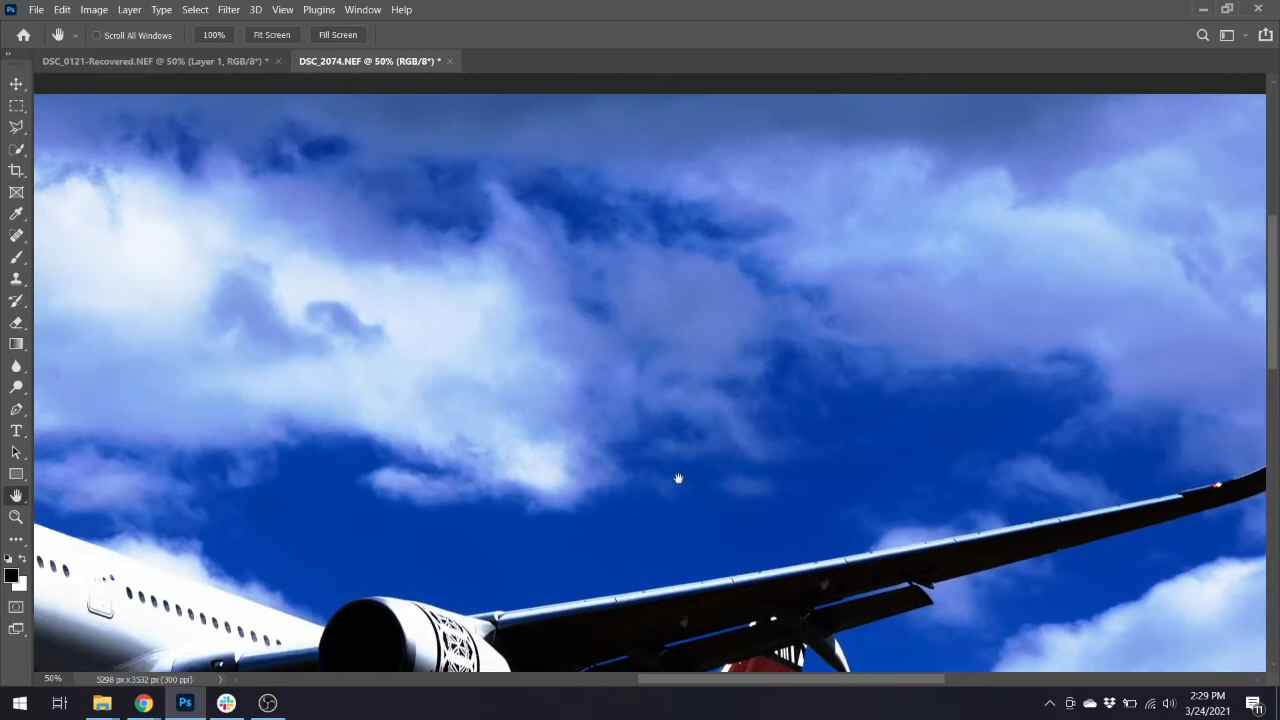 Ps File Edit Image Layer Type Select Filter 3D View Plugins Window Help
Scroll All Windows 100% Fit Screen Fill Screen
DSC_0121-Recovered.NEF @ 50% (Layer 1, RGB/8*) * × DSC_2074.NEF @ 50% (RGB/8*) * ×
T
50% 5298 px x 3532 px (300 ppi)
Ps
2:29 PM
3/24/2021
11